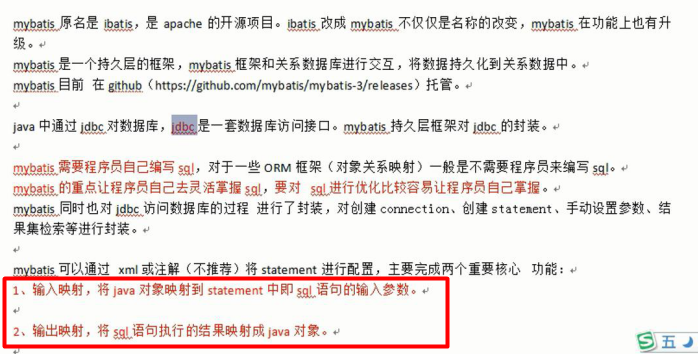 mybatis 原名是 ibatis，是 apache 的开源项目。ibatis 改成 mybatis 不仅仅是名称的改变，mybatis 在功能上也有升
级。
mybatis 是一个持久层的框架，mybatis 框架和关系数据库进行交互，将数据持久化到关系数据中。
mybatis 目前 在 github（https://github.com/mybatis/mybatis-3/releases）托管。
java 中通过 jdbc 对数据库，jdbc 是一套数据库访问接口。mybatis 持久层框架对 jdbc 的封装。
mybatis 需要程序员自己编写 sql，对于一些 ORM 框架（对象关系映射）一般是不需要程序员来编写 sql。
mybatis 的重点让程序员自己去灵活掌握 sql，要对 sql 进行优化比较容易让程序员自己掌握。
mybatis 同时也对 jdbc 访问数据库的过程 进行了封装，对创建 connection、创建 statement、手动设置参数、结
果集检索等进行封装。
mybatis 可以通过 xml 或注解（不推荐）将 statement 进行配置，主要完成两个重要核心 功能：
1、输入映射，将 java 对象映射到 statement 中即 sql 语句的输入参数。
2、输出映射，将 sql 语句执行的结果映射成 java 对象。
S 五